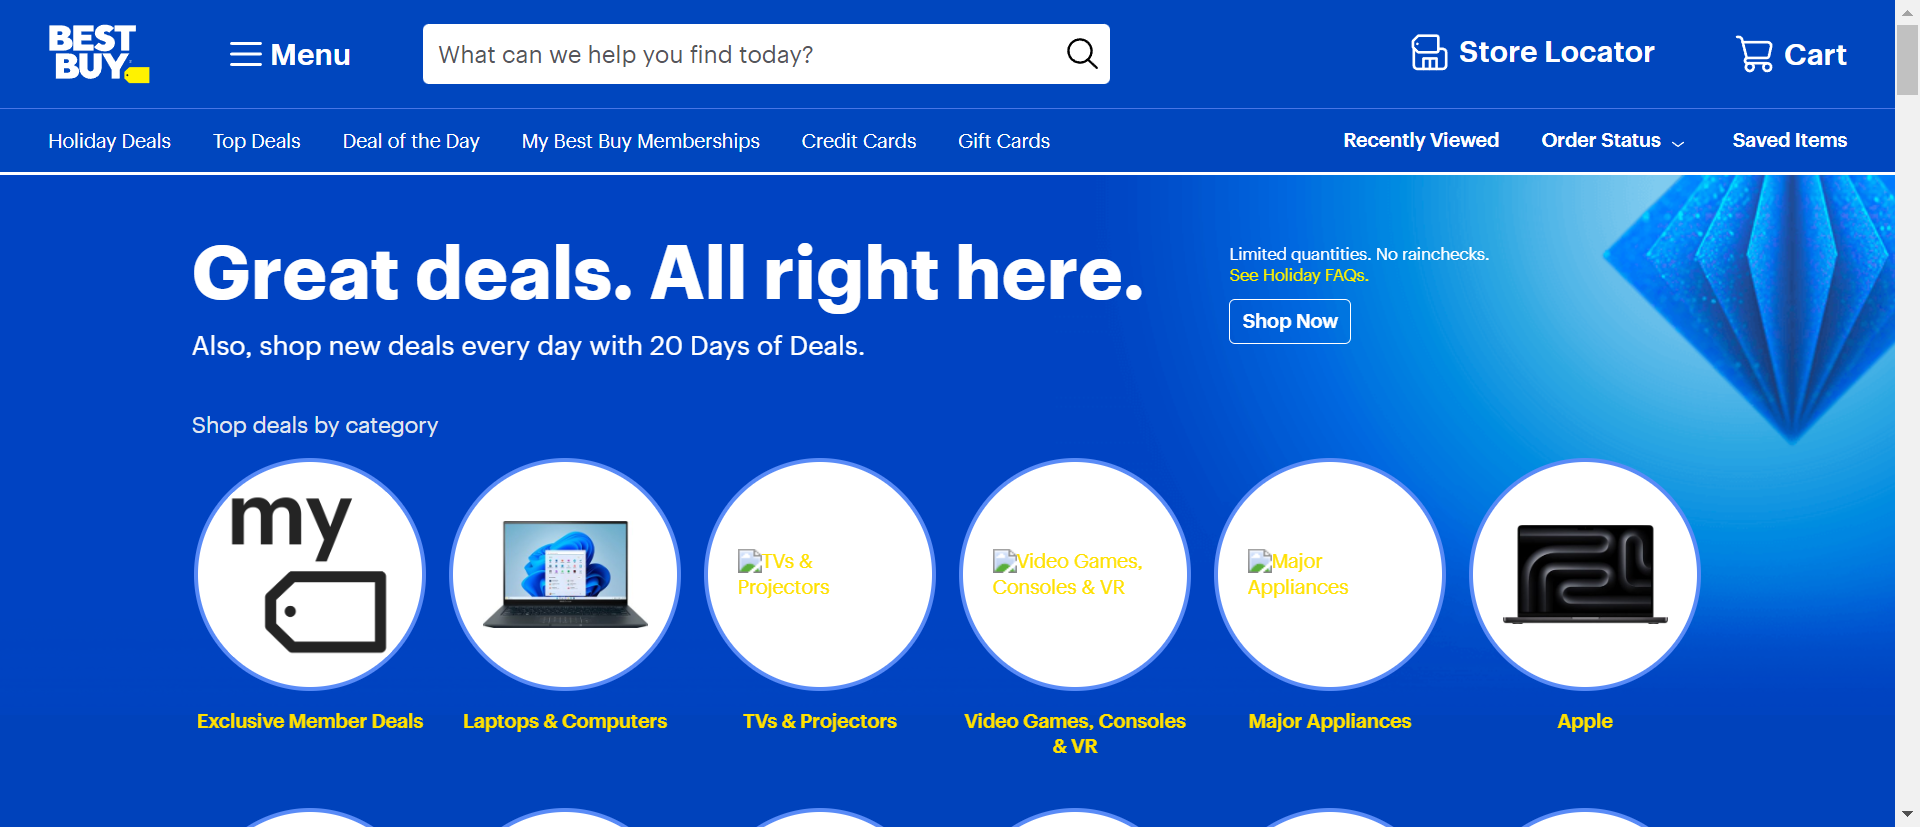 BEST
BUY
Menu
What can we help you find today?
Store Locator
Cart
Holiday Deals
Top Deals
Deal of the Day
My Best Buy Memberships
Credit Cards
Gift Cards
Recently Viewed
Order Status
Saved Items
Great deals. All right here.
Also, shop new deals every day with 20 Days of Deals.
Limited quantities. No rainchecks.
See Holiday FAQs.
Shop Now
Shop deals by category
my
TVs &
Projectors
Video Games,
Consoles & VR
Major
Appliances
Exclusive Member Deals
Laptops & Computers
TVs & Projectors
Video Games, Consoles
& VR
Major Appliances
Apple